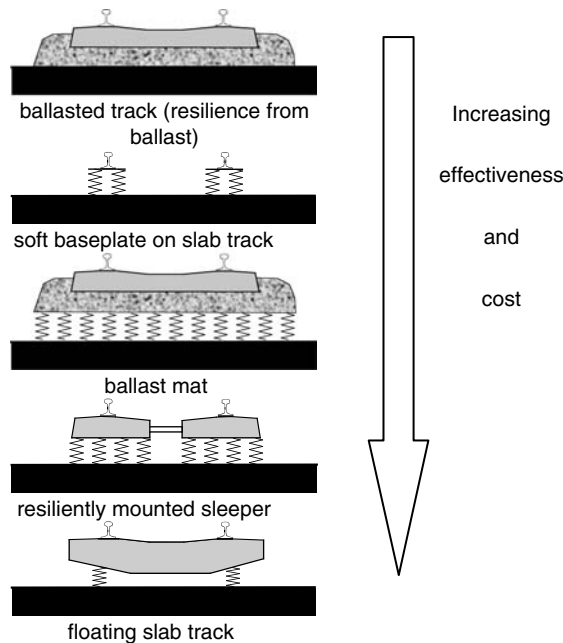 ballasted track (resilience from
ballast)
soft baseplate on slab track
ballast mat
resiliently mounted sleeper
floating slab track
Increasing
effectiveness
and
cost